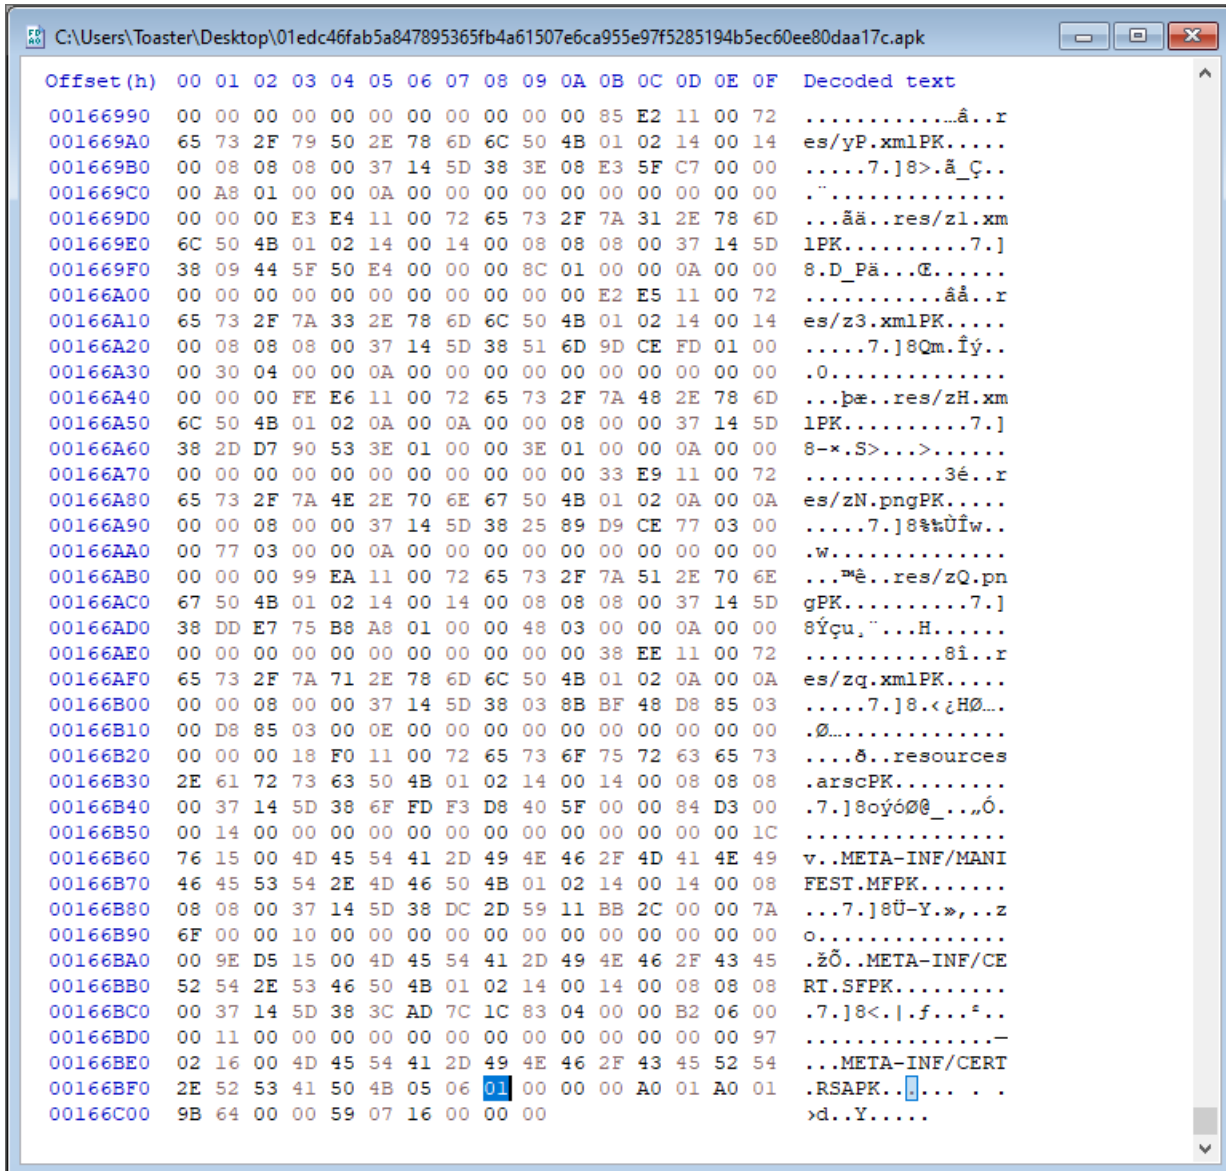 C:\Users\Toaster\Desktop\01edc46fab5a847895365fb4a61507e6ca955e97f5285194b5ec60ee80daa17c.apk
Offset(h) 00 01 02 03 04 05 06 07 08 09 0A 0B 0C 0D 0E 0F Decoded text
00166990 00 00 00 00 00 00 00 00 00 00 00 85 E2 11 00 72 ...........…â..r
001669A0 65 73 2F 79 50 2E 78 6D 6C 50 4B 01 02 14 00 14 es/yP.xmlPK.....
001669B0 00 08 08 08 00 37 14 5D 38 3E 08 E3 5F C7 00 00 .....7.]8>.ã_Ç..
001669C0 00 A8 01 00 00 0A 00 00 00 00 00 00 00 00 00 00 .¨..............
001669D0 00 00 00 E3 E4 11 00 72 65 73 2F 7A 31 2E 78 6D ...ãä..res/z1.xm
001669E0 6C 50 4B 01 02 14 00 14 00 08 08 08 00 37 14 5D lPK..........7.]
001669F0 38 09 44 5F 50 E4 00 00 00 8C 01 00 00 0A 00 00 8.D_Pä...Œ......
00166A00 00 00 00 00 00 00 00 00 00 00 00 E2 E5 11 00 72 ...........âå..r
00166A10 65 73 2F 7A 33 2E 78 6D 6C 50 4B 01 02 14 00 14 es/z3.xmlPK.....
00166A20 00 08 08 08 00 37 14 5D 38 51 6D 9D CE FD 01 00 .....7.]8Qm.Îý..
00166A30 00 30 04 00 00 0A 00 00 00 00 00 00 00 00 00 00 .0..............
00166A40 00 00 00 FE E6 11 00 72 65 73 2F 7A 48 2E 78 6D ...þæ..res/zH.xm
00166A50 6C 50 4B 01 02 0A 00 0A 00 00 08 00 00 37 14 5D lPK..........7.]
00166A60 38 2D D7 90 53 3E 01 00 00 3E 01 00 00 0A 00 00 8-×.S>...>......
00166A70 00 00 00 00 00 00 00 00 00 00 00 33 E9 11 00 72 ...........3é..r
00166A80 65 73 2F 7A 4E 2E 70 6E 67 50 4B 01 02 0A 00 0A es/zN.pngPK.....
00166A90 00 00 08 00 00 37 14 5D 38 25 89 D9 CE 77 03 00 .....7.]8%‰ÙÎw..
00166AA0 00 77 03 00 00 0A 00 00 00 00 00 00 00 00 00 00 .w..............
00166AB0 00 00 00 99 EA 11 00 72 65 73 2F 7A 51 2E 70 6E ...™ê..res/zQ.pn
00166AC0 67 50 4B 01 02 14 00 14 00 08 08 08 00 37 14 5D gPK..........7.]
00166AD0 38 DD E7 75 B8 A8 01 00 00 48 03 00 00 0A 00 00 8Ýçu¸¨...H......
00166AE0 00 00 00 00 00 00 00 00 00 00 00 38 EE 11 00 72 ...........8î..r
00166AF0 65 73 2F 7A 71 2E 78 6D 6C 50 4B 01 02 0A 00 0A es/zq.xmlPK.....
00166B00 00 00 08 00 00 37 14 5D 38 03 8B BF 48 D8 85 03 .....7.]8.‹¿HØ….
00166B10 00 D8 85 03 00 0E 00 00 00 00 00 00 00 00 00 00 .Ø….............
00166B20 00 00 00 18 F0 11 00 72 65 73 6F 75 72 63 65 73 ....ð..resources
00166B30 2E 61 72 73 63 50 4B 01 02 14 00 14 00 08 08 08 .arscPK.........
00166B40 00 37 14 5D 38 6F FD F3 D8 40 5F 00 00 84 D3 00 .7.]8oýóØ@_..„Ó.
00166B50 00 14 00 00 00 00 00 00 00 00 00 00 00 00 00 1C ................
00166B60 76 15 00 4D 45 54 41 2D 49 4E 46 2F 4D 41 4E 49 v..META-INF/MANI
00166B70 46 45 53 54 2E 4D 46 50 4B 01 02 14 00 14 00 08 FEST.MFPK.......
00166B80 08 08 00 37 14 5D 38 DC 2D 59 11 BB 2C 00 00 7A ...7.]8Ü-Y.»,..z
00166B90 6F 00 00 10 00 00 00 00 00 00 00 00 00 00 00 00 o...............
00166BA0 00 9E D5 15 00 4D 45 54 41 2D 49 4E 46 2F 43 45 .žÕ..META-INF/CE
00166BB0 52 54 2E 53 46 50 4B 01 02 14 00 14 00 08 08 08 RT.SFPK.........
00166BC0 00 37 14 5D 38 3C AD 7C 1C 83 04 00 00 B2 06 00 .7.]8<.|.ƒ...²..
00166BD0 00 11 00 00 00 00 00 00 00 00 00 00 00 00 00 97 ...............—
00166BE0 02 16 00 4D 45 54 41 2D 49 4E 46 2F 43 45 52 54 ...META-INF/CERT
00166BF0 2E 52 53 41 50 4B 05 06 01 00 00 00 A0 01 A0 01 .RSAPK...... . .
00166C00 9B 64 00 00 59 07 16 00 00 00 ›d..Y.....